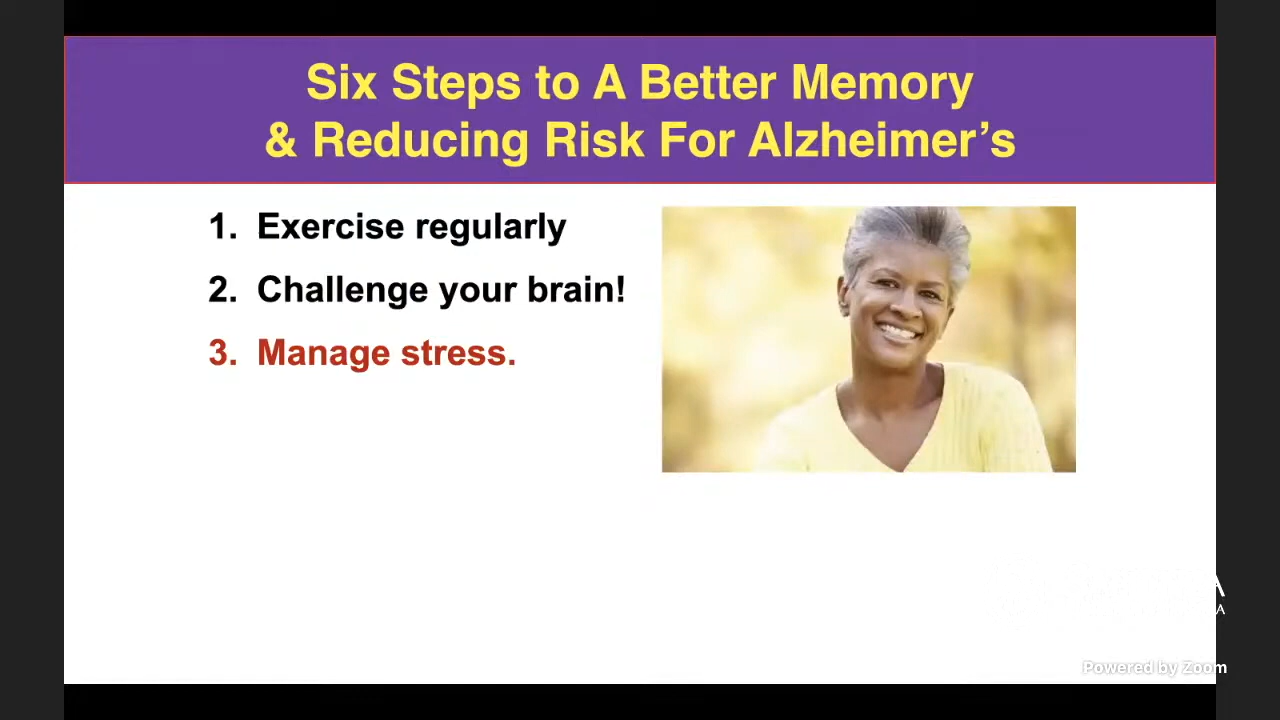 Six Steps to A Better Memory
& Reducing Risk For Alzheimer’s
1. Exercise regularly
2. Challenge your brain!
3. Manage stress.
Powered by Zoom